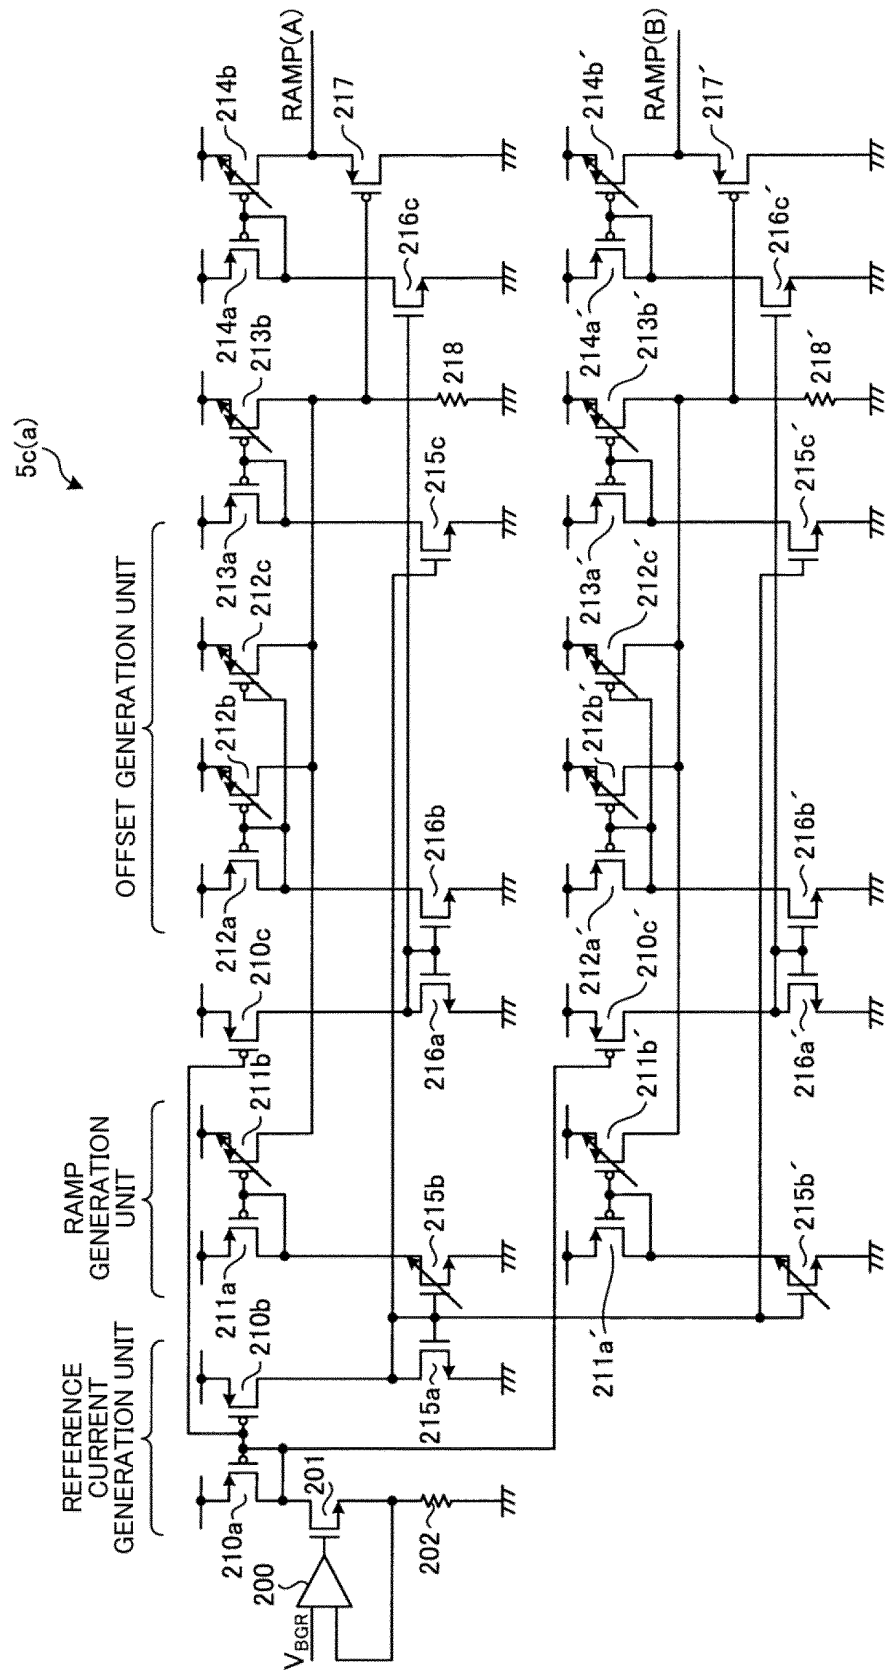 5c(a)
REFERENCE
CURRENT
GENERATION UNIT
RAMP
GENERATION
UNIT
OFFSET GENERATION UNIT
V_BGR
200
201
202
210a
210b
215a
211a
211b
215b
210c
216a
212a
216b
212b
212c
213a
215c
213b
218
214a
216c
214b
217
RAMP(A)
211a´
211b´
215b´
210c´
216a´
212a´
216b´
212b´
212c´
213a´
215c´
213b´
218´
214a´
216c´
214b´
217´
RAMP(B)